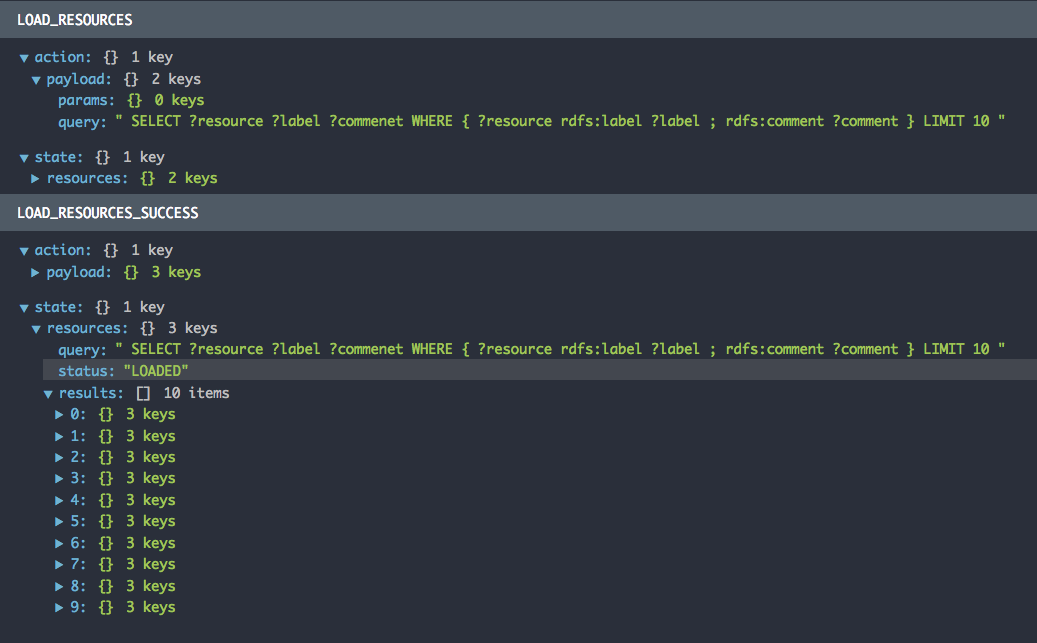 LOAD_RESOURCES
▼ action: {} 1 key
▼ payload: {} 2 keys
params: {} 0 keys
query: " SELECT ?resource ?label ?commenet WHERE { ?resource rdfs:label ?label ; rdfs:comment ?comment } LIMIT 10 "
▼ state: {} 1 key
▶ resources: {} 2 keys
LOAD_RESOURCES_SUCCESS
▼ action: {} 1 key
▶ payload: {} 3 keys
▼ state: {} 1 key
▼ resources: {} 3 keys
query: " SELECT ?resource ?label ?commenet WHERE { ?resource rdfs:label ?label ; rdfs:comment ?comment } LIMIT 10 "
status: "LOADED"
▼ results: [] 10 items
▶ 0: {} 3 keys
▶ 1: {} 3 keys
▶ 2: {} 3 keys
▶ 3: {} 3 keys
▶ 4: {} 3 keys
▶ 5: {} 3 keys
▶ 6: {} 3 keys
▶ 7: {} 3 keys
▶ 8: {} 3 keys
▶ 9: {} 3 keys